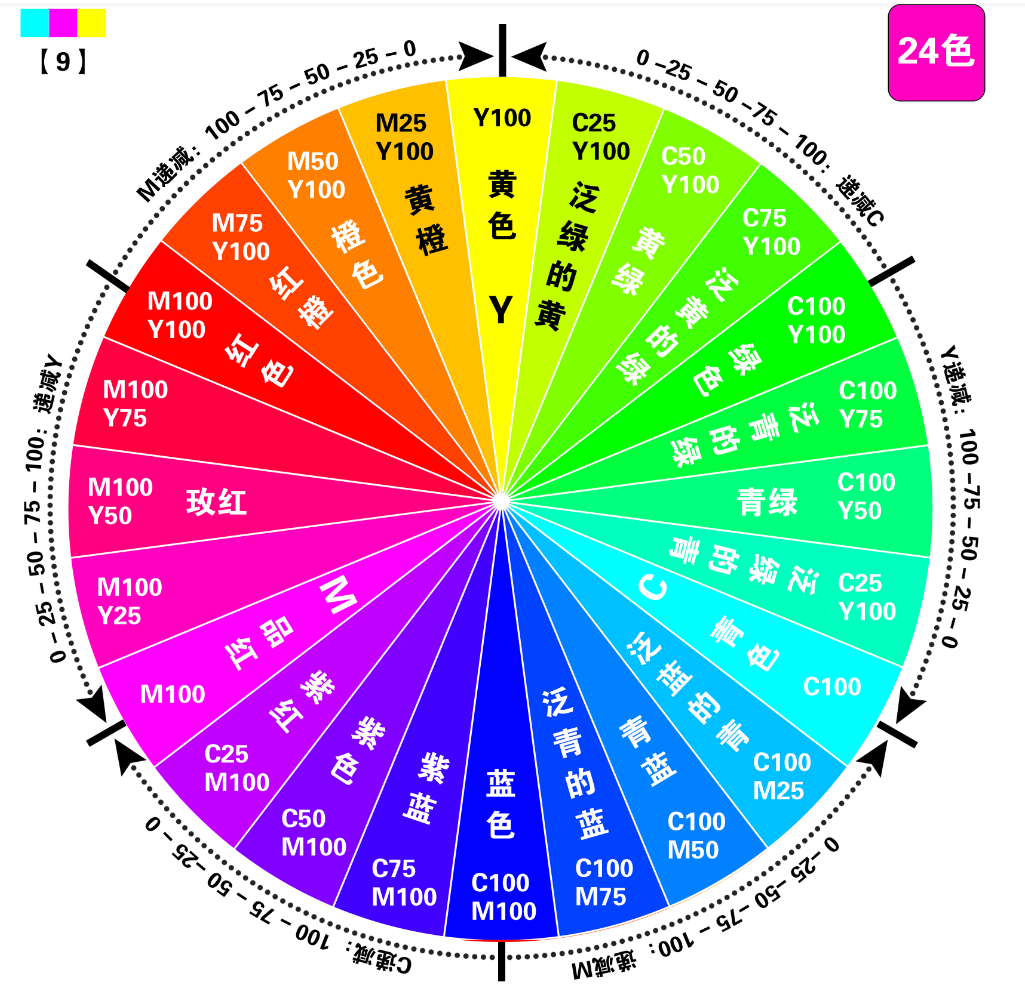 【9】
24色
M递减：100－75－50－25－0
0－25－50－75－100：递减C
Y递减：100－75－50－25－0
0－25－50－75－100：递减M
C递减：100－75－50－25－0
0－25－50－75－100：递减Y
Y100
黄色
Y
C25
Y100
泛绿的黄
C50
Y100
黄绿
C75
Y100
泛黄的绿
C100
Y100
绿色
C100
Y75
泛青的绿
C100
Y50
青绿
C25
Y100
泛绿的青
C100
青色
C
C100
M25
泛蓝的青
C100
M50
青蓝
C100
M75
泛青的蓝
C100
M100
蓝色
C75
M100
紫蓝
C50
M100
紫色
C25
M100
紫红
M100
品红
M
M100
Y25
M100
Y50
玫红
M100
Y75
M100
Y100
红色
M75
Y100
红橙
M50
Y100
橙色
M25
Y100
黄橙